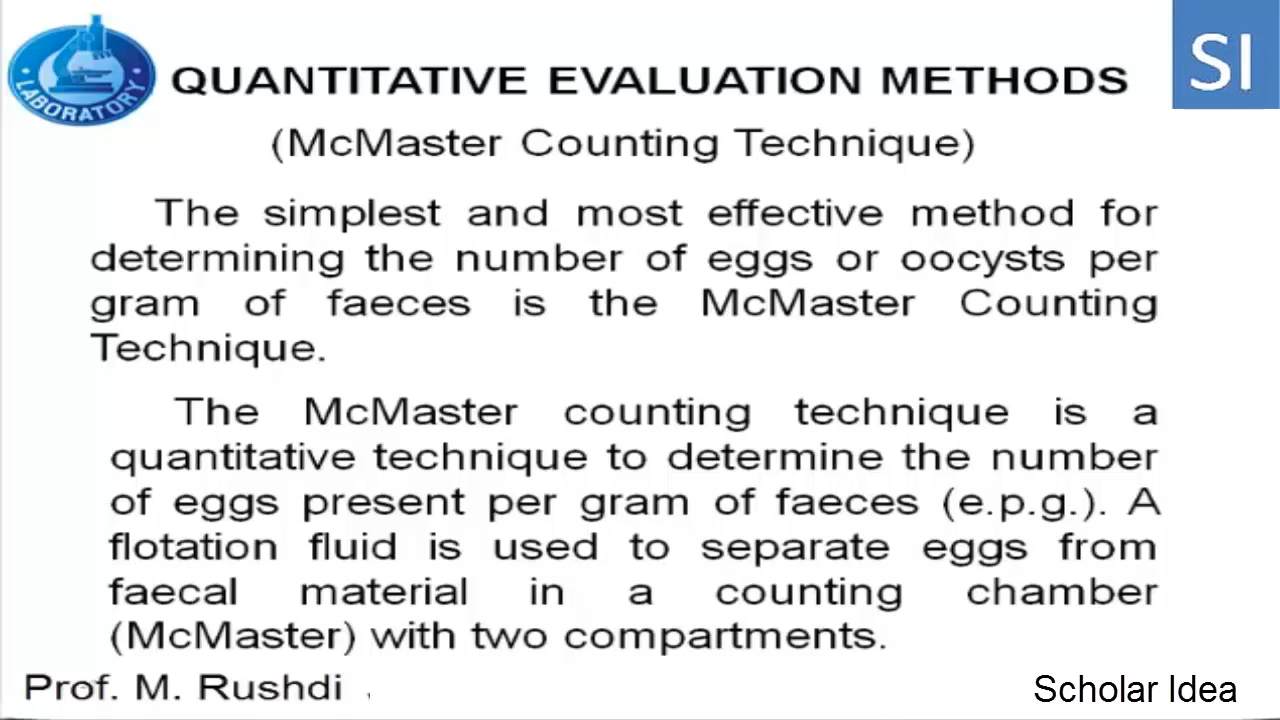 LABORATORY
SI
QUANTITATIVE EVALUATION METHODS
(McMaster Counting Technique)
The simplest and most effective method for
determining the number of eggs or oocysts per
gram of faeces is the McMaster Counting
Technique.
The McMaster counting technique is a
quantitative technique to determine the number
of eggs present per gram of faeces (e.p.g.). A
flotation fluid is used to separate eggs from
faecal material in a counting chamber
(McMaster) with two compartments.
Prof. M. Rushdi
Scholar Idea